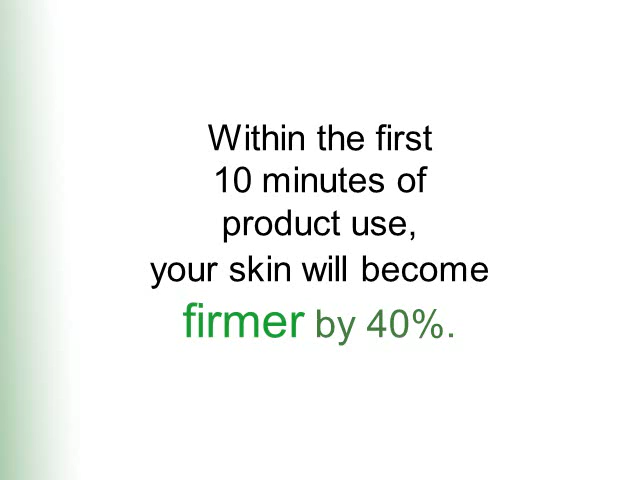 Within the first
10 minutes of
product use,
your skin will become
firmer by 40%.